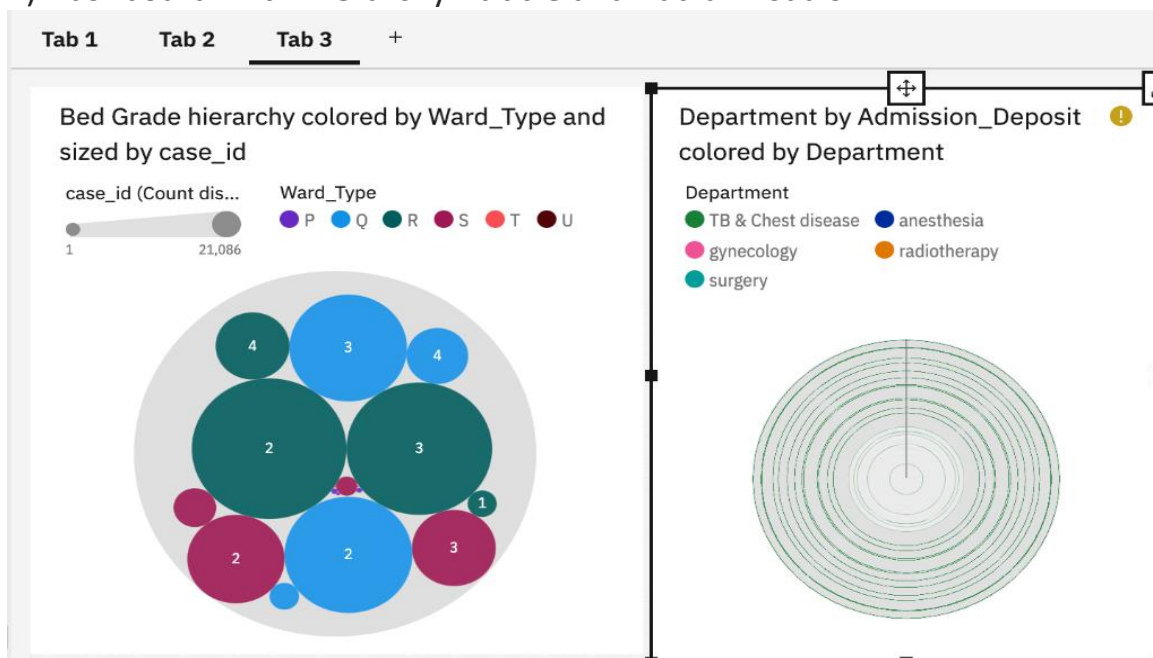 Tab 1 Tab 2 Tab 3 +
Bed Grade hierarchy colored by Ward_Type and
sized by case_id
case_id (Count dis...
1 21,086
Ward_Type
P Q R S T U
4
3
4
2
3
1
2
2
3
Department by Admission_Deposit
colored by Department
Department
TB & Chest disease anesthesia
gynecology radiotherapy
surgery